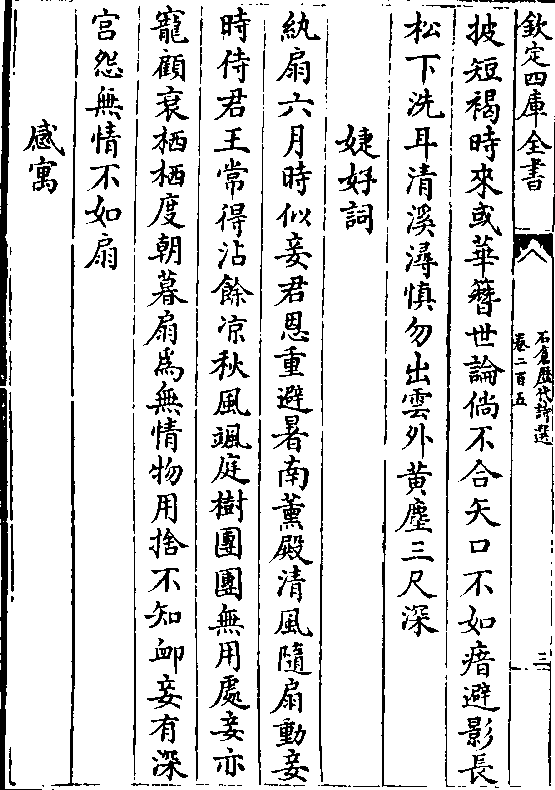 欽定四庫全書
石倉歷代詩選
卷二百五
三
披短褐時來或華簪世論倘不合矢口不如瘖避影長
松下洗耳清溪潯慎勿出雲外黄塵三尺深
婕妤詞
紈扇六月時似妾君恩重避暑南薰殿清風隨扇動妾
時侍君王常得沾餘凉秋風颯庭樹團團無用處妾亦
寵顧衰栖栖度朝暮扇為無情物用捨不知䘏妾有深
宫怨無情不如扇
感寓